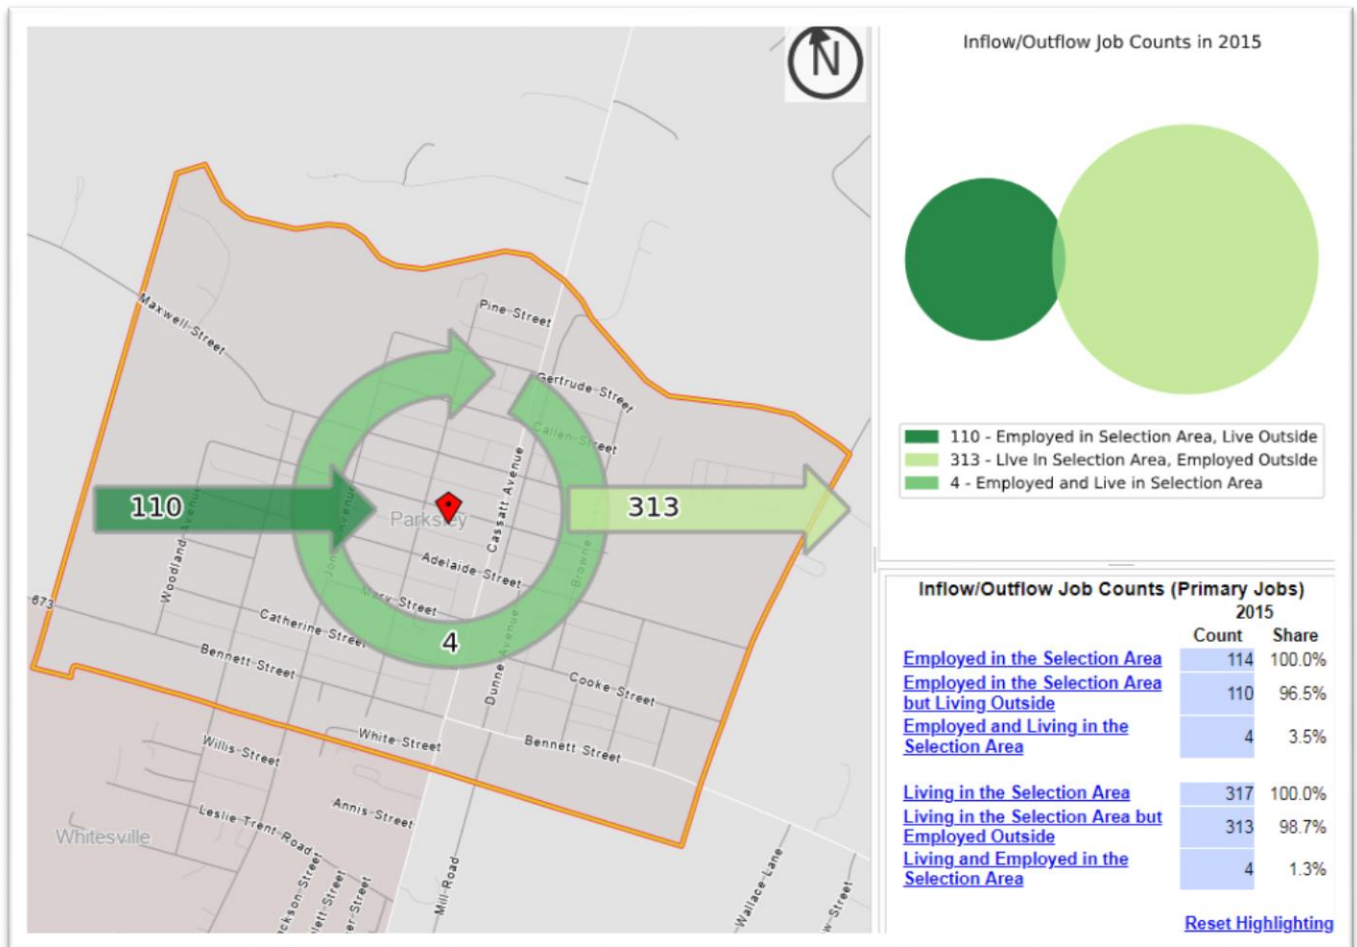 N
Inflow/Outflow Job Counts in 2015
Pine Street
Maxwell Street
Gertrude Street
Callen Street
110 - Employed in Selection Area, Live Outside
313 - Live in Selection Area, Employed Outside
4 - Employed and Live in Selection Area
Woodland Avenue
110
Parksley
Cassatt Avenue
313
Adelaide Street
Browne
Mary Street
673
Catherine Street
4
Bennett Street
Dunne Avenue
Cooke Street
White Street
Bennett Street
Willis Street
Annis Street
Leslie Trent Road
Whitesville
Mill Road
Wallace Lane
Inflow/Outflow Job Counts (Primary Jobs)
2015
Count Share
Employed in the Selection Area 114 100.0%
Employed in the Selection Area
but Living Outside 110 96.5%
Employed and Living in the
Selection Area 4 3.5%
Living in the Selection Area 317 100.0%
Living in the Selection Area but
Employed Outside 313 98.7%
Living and Employed in the
Selection Area 4 1.3%
Reset Highlighting